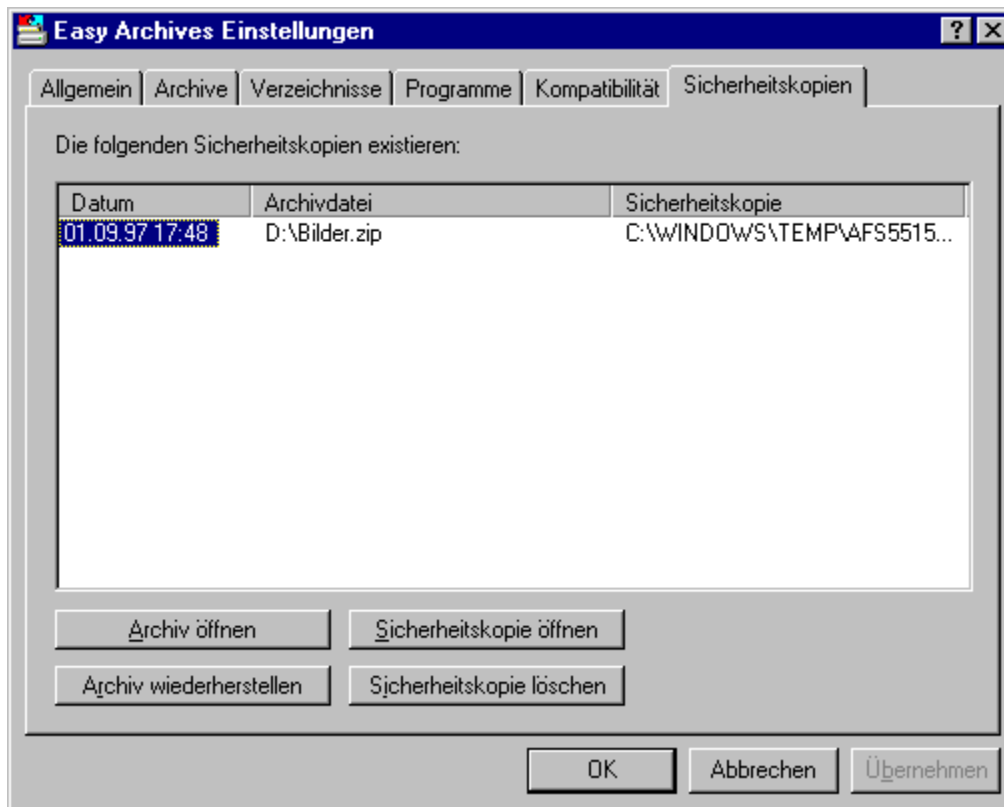 Easy Archives Einstellungen
Allgemein Archive Verzeichnisse Programme Kompatibilität Sicherheitskopien
Die folgenden Sicherheitskopien existieren:
Datum Archivdatei Sicherheitskopie
01.09.97 17:48 D:\Bilder.zip C:\WINDOWS\TEMP\AFS5515...
Archiv öffnen Sicherheitskopie öffnen
Archiv wiederherstellen Sicherheitskopie löschen
OK Abbrechen Übernehmen